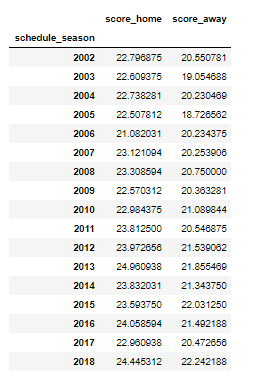 score_home score_away
schedule_season
2002 22.796875 20.550781
2003 22.609375 19.054688
2004 22.738281 20.230469
2005 22.507812 18.726562
2006 21.082031 20.234375
2007 23.121094 20.253906
2008 23.308594 20.750000
2009 22.570312 20.363281
2010 22.984375 21.089844
2011 23.812500 20.546875
2012 23.972656 21.539062
2013 24.960938 21.855469
2014 23.832031 21.343750
2015 23.593750 22.031250
2016 24.058594 21.492188
2017 22.960938 20.472656
2018 24.445312 22.242188